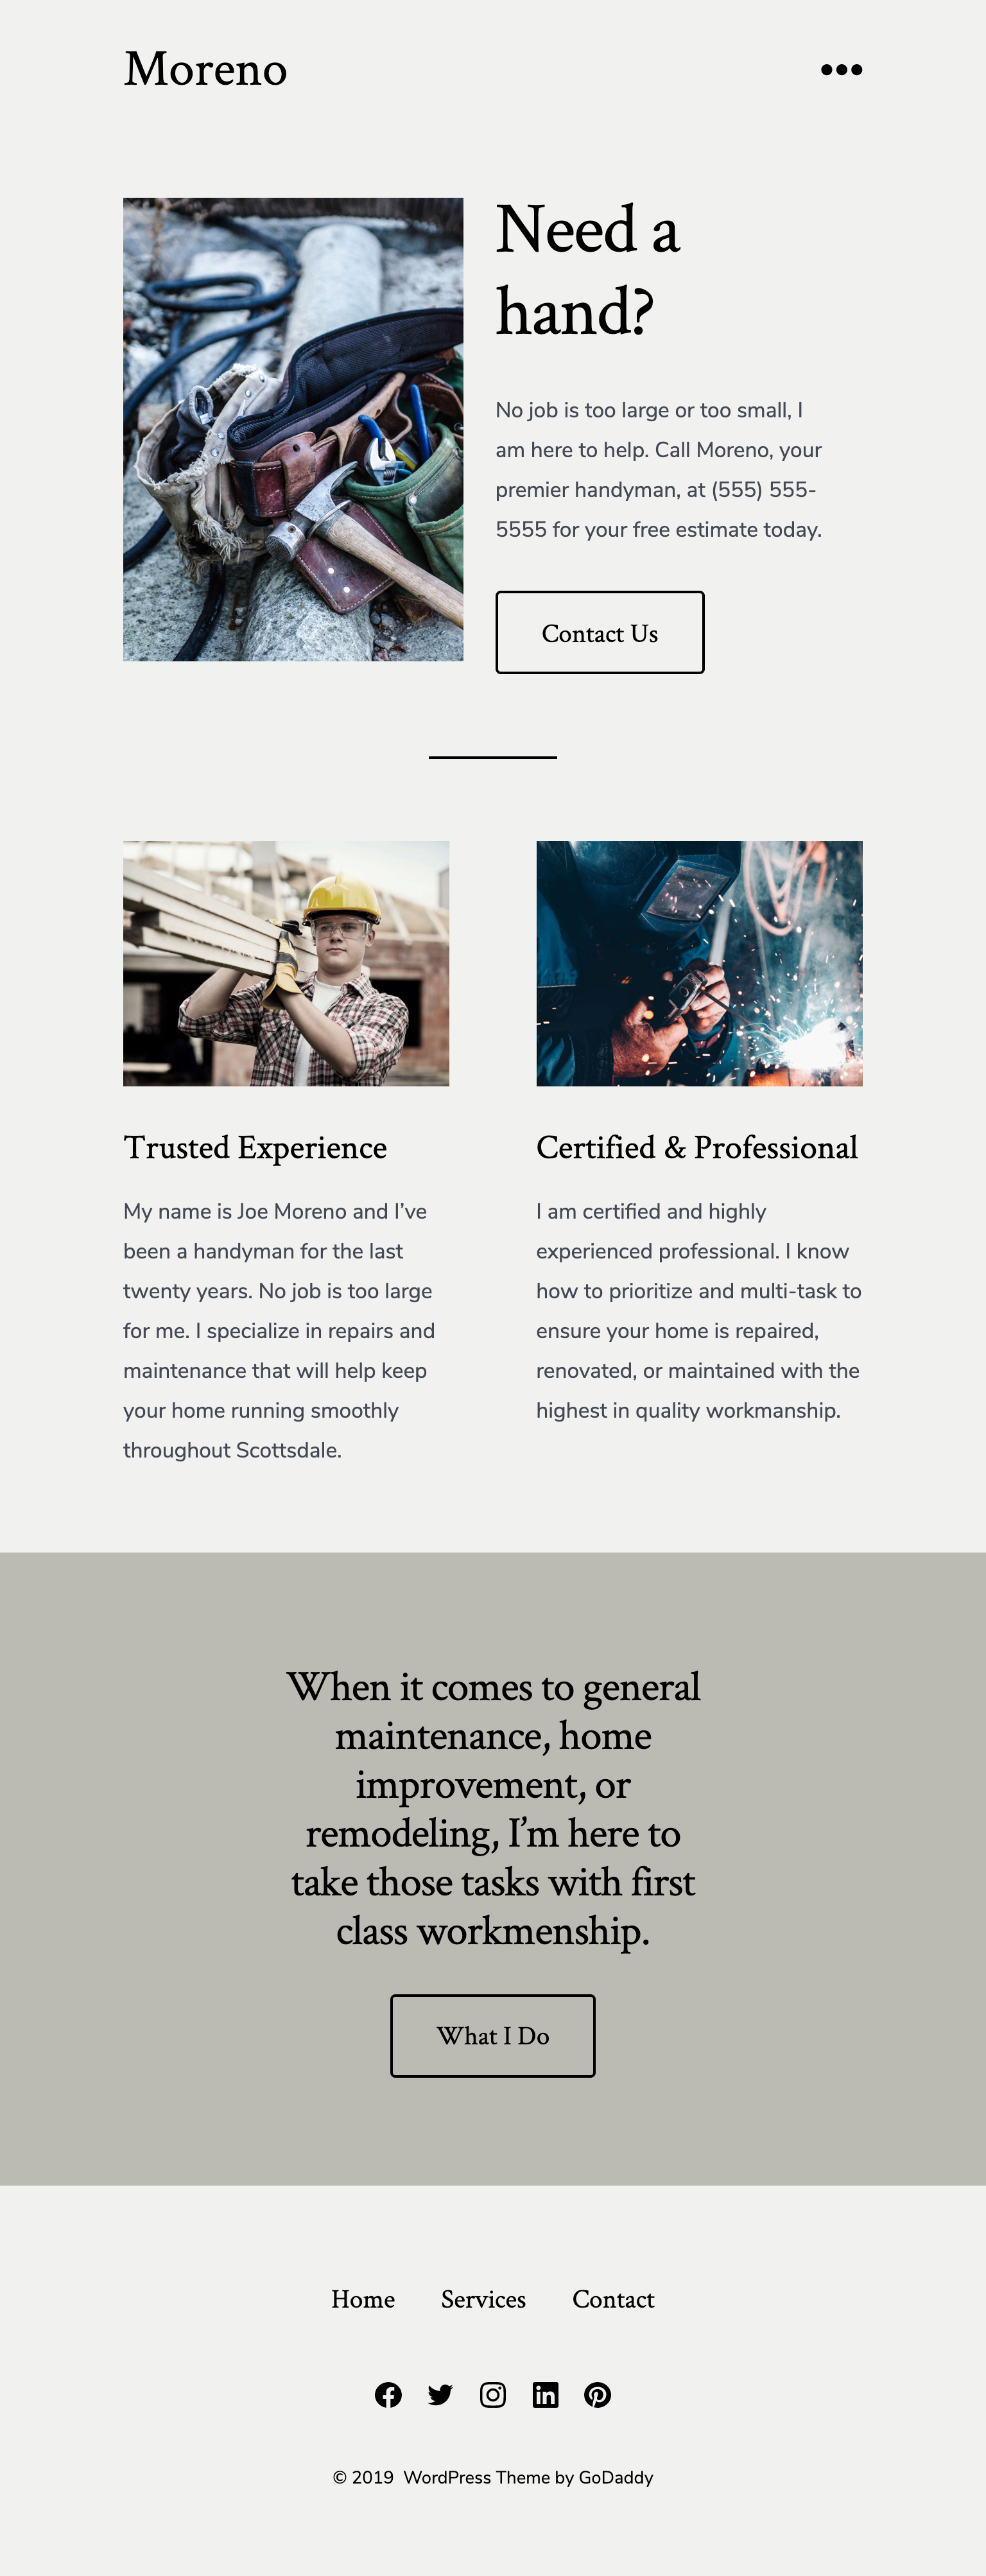 Moreno
Need a
hand?
No job is too large or too small, I
am here to help. Call Moreno, your
premier handyman, at (555) 555-
5555 for your free estimate today.
Contact Us
Trusted Experience
My name is Joe Moreno and I’ve
been a handyman for the last
twenty years. No job is too large
for me. I specialize in repairs and
maintenance that will help keep
your home running smoothly
throughout Scottsdale.
Certified & Professional
I am certified and highly
experienced professional. I know
how to prioritize and multi-task to
ensure your home is repaired,
renovated, or maintained with the
highest in quality workmanship.
When it comes to general
maintenance, home
improvement, or
remodeling, I’m here to
take those tasks with first
class workmenship.
What I Do
Home Services Contact
© 2019 WordPress Theme by GoDaddy